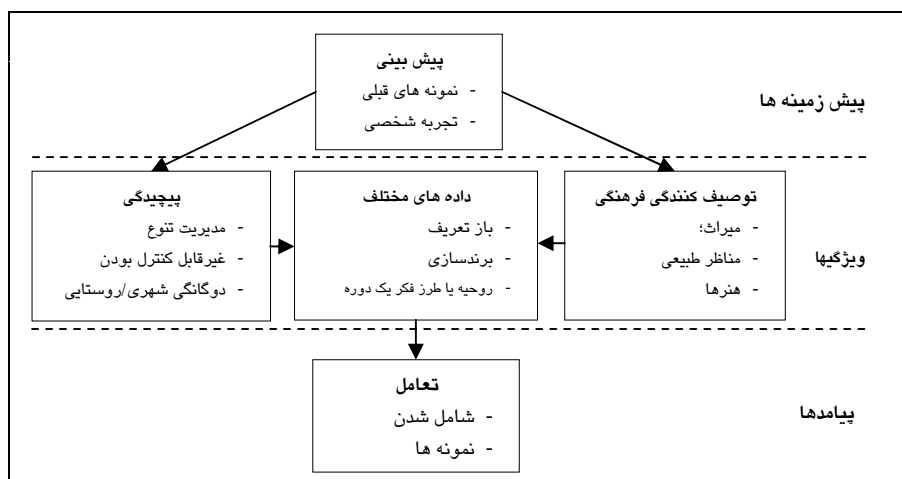 پیش بینی
- نمونه های قبلی
- تجربه شخصی
پیش زمینه ها
توصیف کنندگی فرهنگی
- میراث؛
- مناظر طبیعی
- هنرها
داده های مختلف
- باز تعریف
- برندسازی
- روحیه یا طرز فکر یک دوره
پیچیدگی
- مدیریت تنوع
- غیرقابل کنترل بودن
- دوگانگی شهری/روستایی
ویژگیها
تعامل
- شامل شدن
- نمونه ها
پیامدها